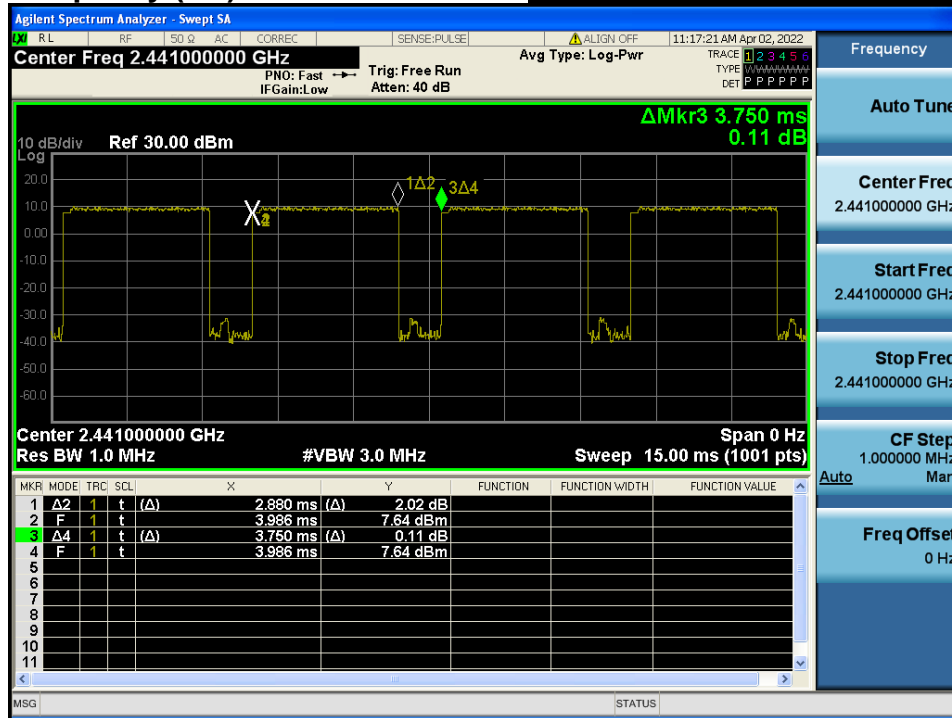 Agilent Spectrum Analyzer - Swept SA
LXI RL RF 50 Ω AC CORREC SENSE:PULSE ALIGN OFF 11:17:21 AM Apr 02, 2022
Center Freq 2.441000000 GHz Avg Type: Log-Pwr TRACE 1 2 3 4 5 6
PNO: Fast Trig: Free Run TYPE WWWWWW
IFGain:Low Atten: 40 dB DET P P P P P P
ΔMkr3 3.750 ms
0.11 dB
10 dB/div Ref 30.00 dBm
Log
20.0
10.0
0.00
-10.0
-20.0
-30.0
-40.0
-50.0
-60.0
1Δ2
3Δ4
X2
Center 2.441000000 GHz Span 0 Hz
Res BW 1.0 MHz #VBW 3.0 MHz Sweep 15.00 ms (1001 pts)
MKR MODE TRC SCL X Y FUNCTION FUNCTION WIDTH FUNCTION VALUE
1 Δ2 1 t (Δ) 2.880 ms (Δ) 2.02 dB
2 F 1 t 3.986 ms 7.64 dBm
3 Δ4 1 t (Δ) 3.750 ms (Δ) 0.11 dB
4 F 1 t 3.986 ms 7.64 dBm
5
6
7
8
9
10
11
MSG STATUS
Frequency
Auto Tune
Center Freq
2.441000000 GHz
Start Freq
2.441000000 GHz
Stop Freq
2.441000000 GHz
CF Step
1.000000 MHz
Auto Man
Freq Offset
0 Hz